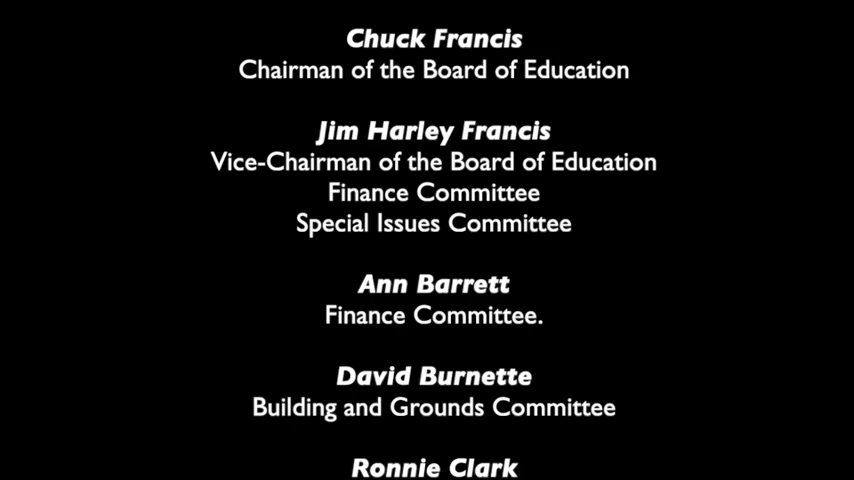 Chuck Francis
Chairman of the Board of Education
Jim Harley Francis
Vice-Chairman of the Board of Education
Finance Committee
Special Issues Committee
Ann Barrett
Finance Committee.
David Burnette
Building and Grounds Committee
Ronnie Clark